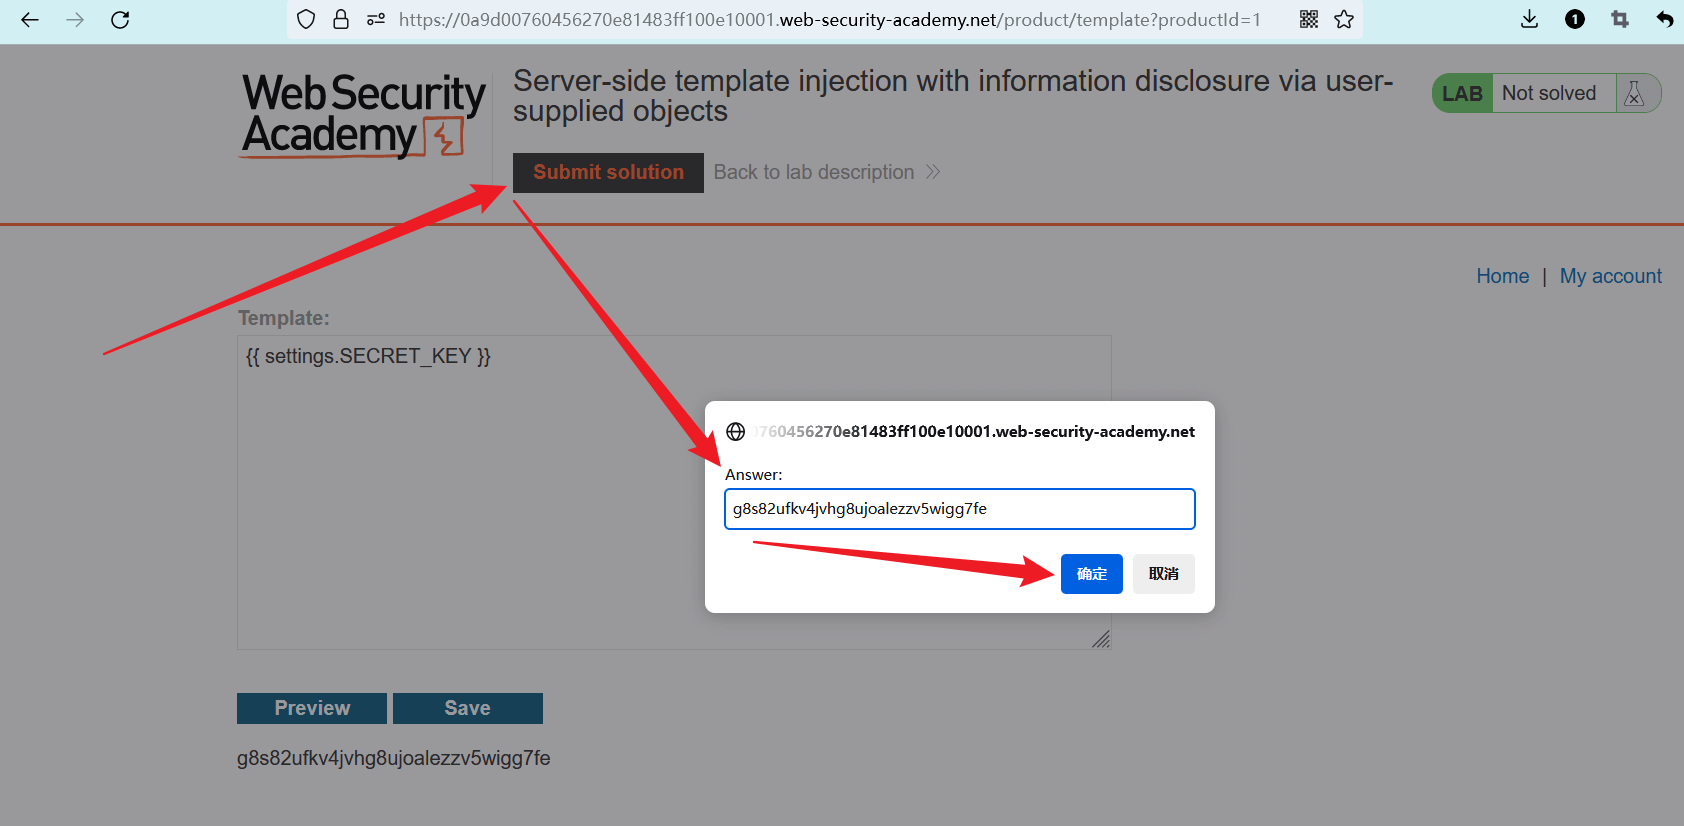 https://0a9d00760456270e81483ff100e10001.web-security-academy.net/product/template?productId=1
1
Web Security
Academy
Server-side template injection with information disclosure via user-
supplied objects
LAB Not solved
Submit solution Back to lab description
Home | My account
Template:
{{ settings.SECRET_KEY }}
0760456270e81483ff100e10001.web-security-academy.net
Answer:
g8s82ufkv4jvhg8ujoalezzv5wigg7fe
确定 取消
Preview Save
g8s82ufkv4jvhg8ujoalezzv5wigg7fe